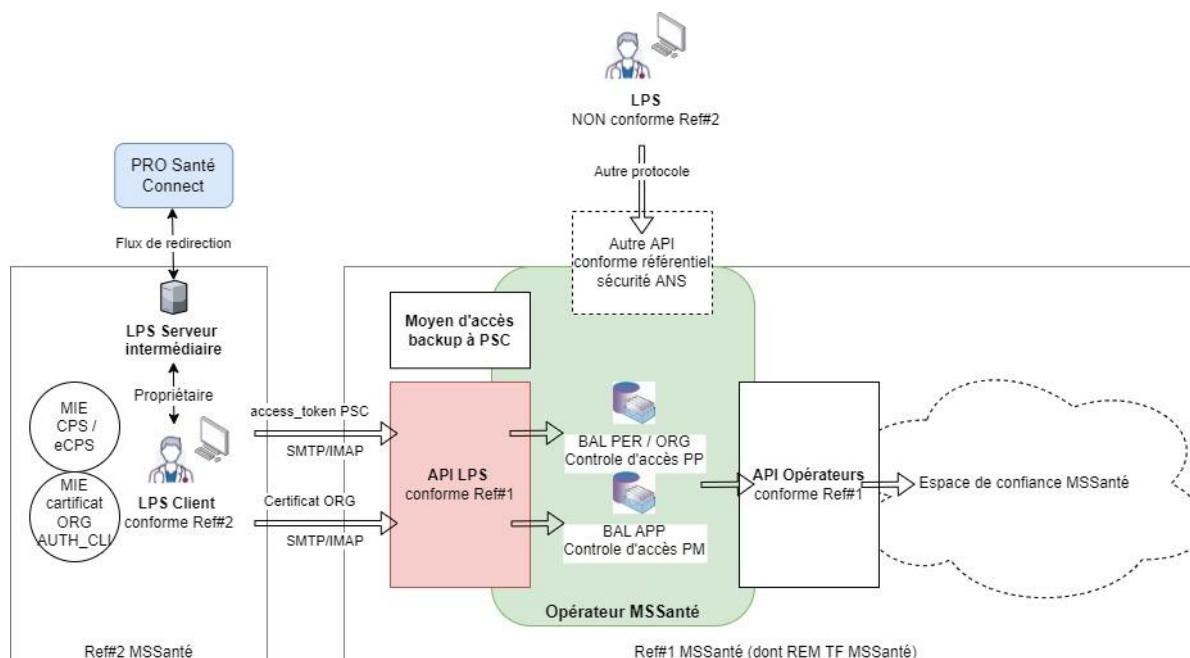 LPS
NON conforme Ref#2
Autre protocole
PRO Santé
Connect
Flux de redirection
Autre API
conforme référentiel
sécurité ANS
LPS Serveur
intermédiaire
Moyen d'accès
backup à PSC
Propriétaire
MIE
CPS /
eCPS
access_token PSC
SMTP/IMAP
BAL PER / ORG
Controle d'accès PP
API LPS
conforme Ref#1
API Opérateurs
conforme Ref#1
Espace de confiance MSSanté
MIE
cartificat
ORG
AUTH_CLI
LPS Client
conforme Ref#2
Certificat ORG
SMTP/IMAP
BAL APP
Controle d'accès PM
Opérateur MSSanté
Ref#2 MSSanté
Ref#1 MSSanté (dont REM TF MSSanté)